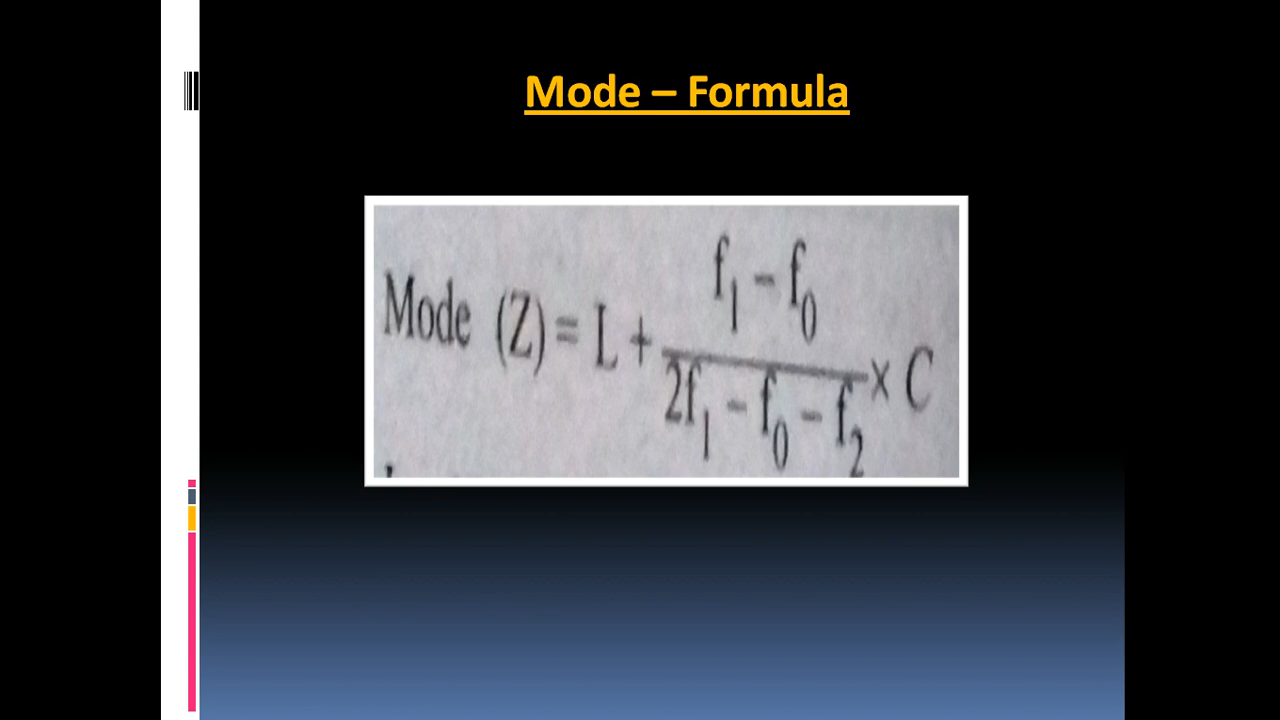 Mode – Formula
Mode (Z) = L + f₁ – f₀ / 2f₁ – f₀ – f₂ × C